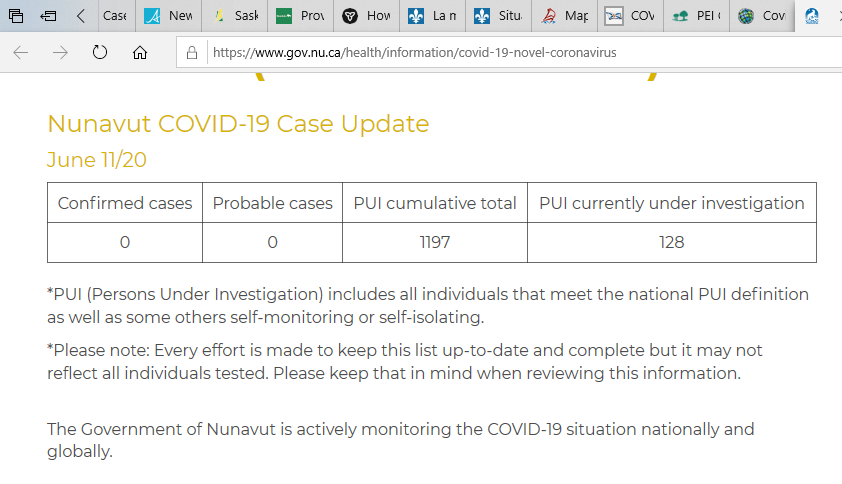 Case
Nev
Sask
Prov
How
La n
Situ
Map
COV
PEI
Cov
https://www.gov.nu.ca/health/information/covid-19-novel-coronavirus
Nunavut COVID-19 Case Update
June 11/20
Confirmed cases Probable cases PUI cumulative total PUI currently under investigation
0 0 1197 128
*PUI (Persons Under Investigation) includes all individuals that meet the national PUI definition
as well as some others self-monitoring or self-isolating.
*Please note: Every effort is made to keep this list up-to-date and complete but it may not
reflect all individuals tested. Please keep that in mind when reviewing this information.
The Government of Nunavut is actively monitoring the COVID-19 situation nationally and
globally.